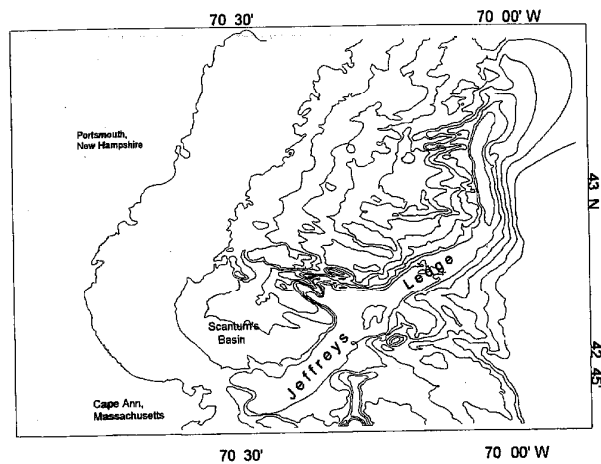 70 30'
70 00' W
Portsmouth,
New Hampshire
43 N
Ledge
Scantum's
Basin
Jeffreys
42 45'
Cape Ann,
Massachusetts
70 30'
70 00' W